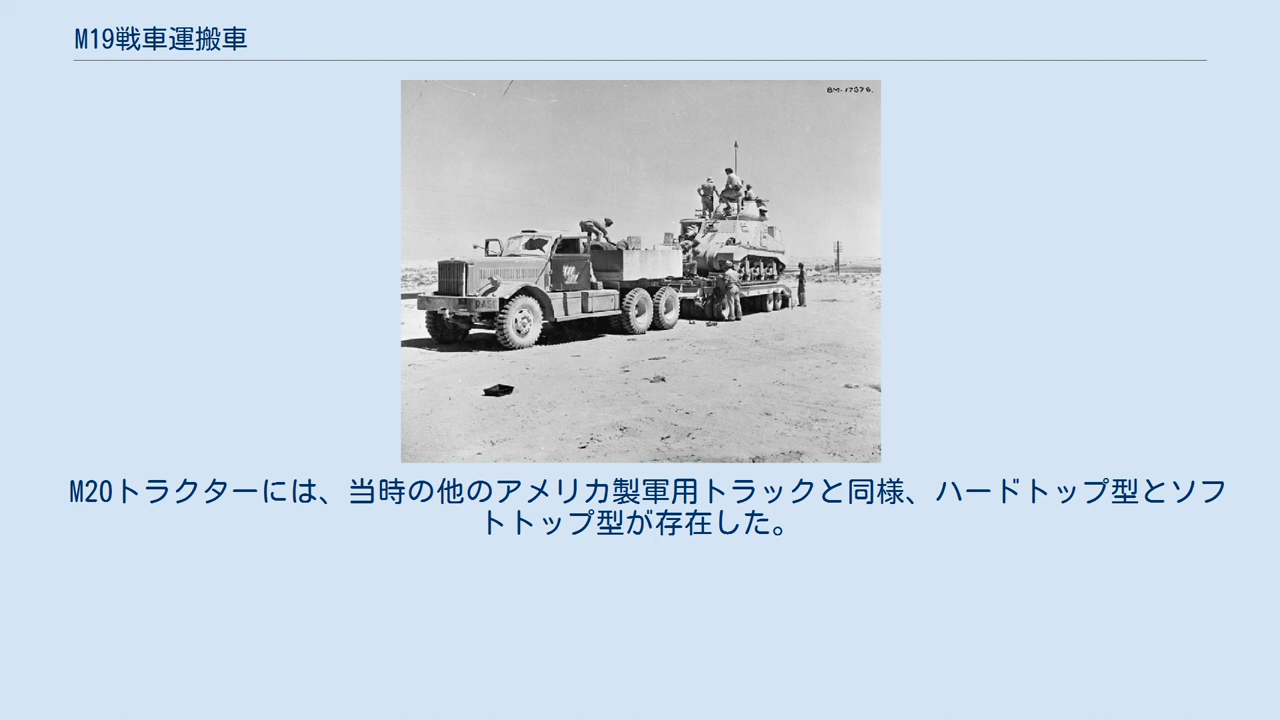 M19戦車運搬車
BM-17376.
RASC
M20トラクターには、当時の他のアメリカ製軍用トラックと同様、ハードトップ型とソフ
トトップ型が存在した。